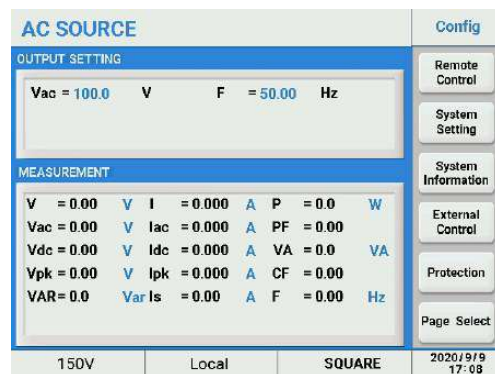 AC SOURCE
Config
OUTPUT SETTING
Vac = 100.0 V F = 50.00 Hz
MEASUREMENT
V = 0.00 V I = 0.000 A P = 0.0 W
Vac = 0.00 V Iac = 0.000 A PF = 0.00
Vdc = 0.00 V Idc = 0.000 A VA = 0.0 VA
Vpk = 0.00 V Ipk = 0.000 A CF = 0.00
VAR= 0.0 Var Is = 0.00 A F = 0.00 Hz
Remote
Control
System
Setting
System
Information
External
Control
Protection
Page Select
150V Local SQUARE
2020/9/9
17:08